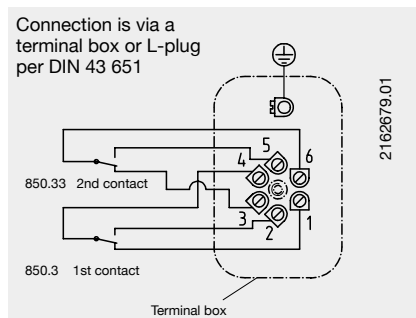 Connection is via a
terminal box or L-plug
per DIN 43 651
2162679.01
5
4
6
850.33 2nd contact
3
2
1
850.3 1st contact
Terminal box